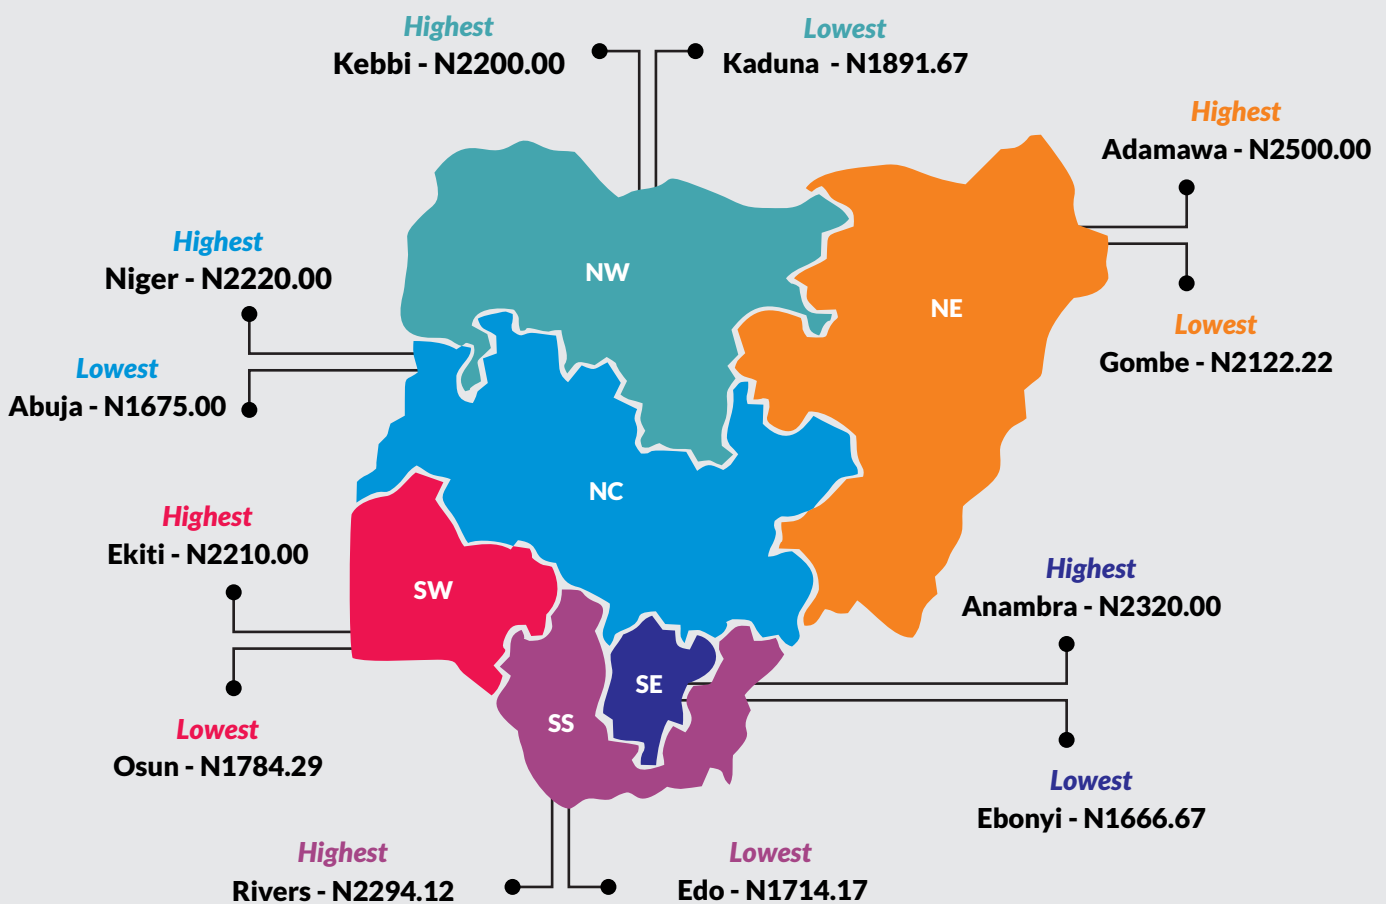 Highest
Kebbi - N2200.00
Lowest
Kaduna - N1891.67
Highest
Adamawa - N2500.00
Lowest
Gombe - N2122.22
Highest
Niger - N2220.00
Lowest
Abuja - N1675.00
NW
NE
NC
SW
SE
SS
Highest
Ekiti - N2210.00
Lowest
Osun - N1784.29
Highest
Anambra - N2320.00
Lowest
Ebonyi - N1666.67
Highest
Rivers - N2294.12
Lowest
Edo - N1714.17